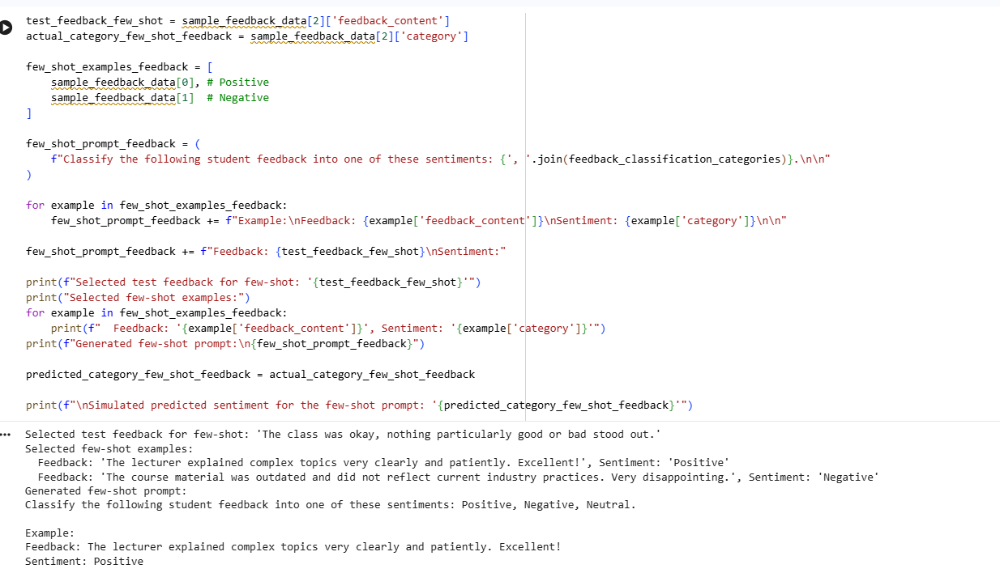 test_feedback_few_shot = sample_feedback_data[2]['feedback_content']
actual_category_few_shot_feedback = sample_feedback_data[2]['category']

few_shot_examples_feedback = [
    sample_feedback_data[0], # Positive
    sample_feedback_data[1]  # Negative
]

few_shot_prompt_feedback = (
    f"Classify the following student feedback into one of these sentiments: {', '.join(feedback_classification_categories)}.\n\n"
)

for example in few_shot_examples_feedback:
    few_shot_prompt_feedback += f"Example:\nFeedback: {example['feedback_content']}\nSentiment: {example['category']}\n\n"

few_shot_prompt_feedback += f"Feedback: {test_feedback_few_shot}\nSentiment:"

print(f"Selected test feedback for few-shot: '{test_feedback_few_shot}'")
print("Selected few-shot examples:")
for example in few_shot_examples_feedback:
    print(f"  Feedback: '{example['feedback_content']}', Sentiment: '{example['category']}'")
print(f"Generated few-shot prompt:\n{few_shot_prompt_feedback}")

predicted_category_few_shot_feedback = actual_category_few_shot_feedback

print(f"\nSimulated predicted sentiment for the few-shot prompt: '{predicted_category_few_shot_feedback}'")

Selected test feedback for few-shot: 'The class was okay, nothing particularly good or bad stood out.'
Selected few-shot examples:
  Feedback: 'The lecturer explained complex topics very clearly and patiently. Excellent!', Sentiment: 'Positive'
  Feedback: 'The course material was outdated and did not reflect current industry practices. Very disappointing.', Sentiment: 'Negative'
Generated few-shot prompt:
Classify the following student feedback into one of these sentiments: Positive, Negative, Neutral.

Example:
Feedback: The lecturer explained complex topics very clearly and patiently. Excellent!
Sentiment: Positive